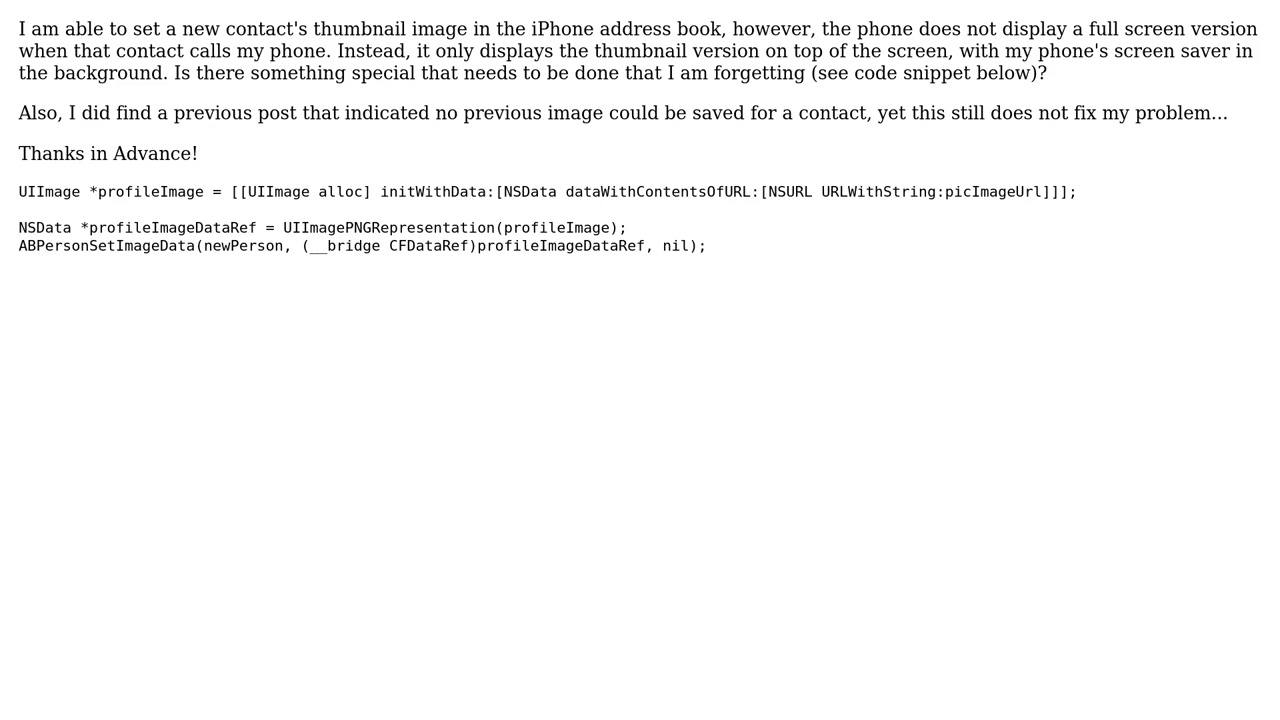 I am able to set a new contact's thumbnail image in the iPhone address book, however, the phone does not display a full screen version
when that contact calls my phone. Instead, it only displays the thumbnail version on top of the screen, with my phone's screen saver in
the background. Is there something special that needs to be done that I am forgetting (see code snippet below)?
Also, I did find a previous post that indicated no previous image could be saved for a contact, yet this still does not fix my problem...
Thanks in Advance!
UIImage *profileImage = [[UIImage alloc] initWithData:[NSData dataWithContentsOfURL:[NSURL URLWithString:picImageUrl]]];
NSData *profileImageDataRef = UIImagePNGRepresentation(profileImage);
ABPersonSetImageData(newPerson, (__bridge CFDataRef)profileImageDataRef, nil);